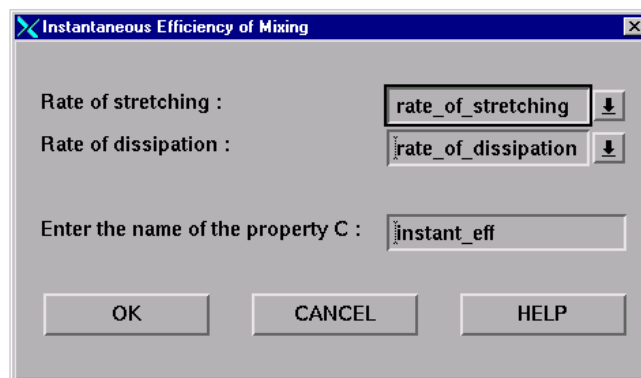 Instantaneous Efficiency of Mixing
Rate of stretching : rate_of_stretching
Rate of dissipation : rate_of_dissipation
Enter the name of the property C : instant_eff
OK CANCEL HELP